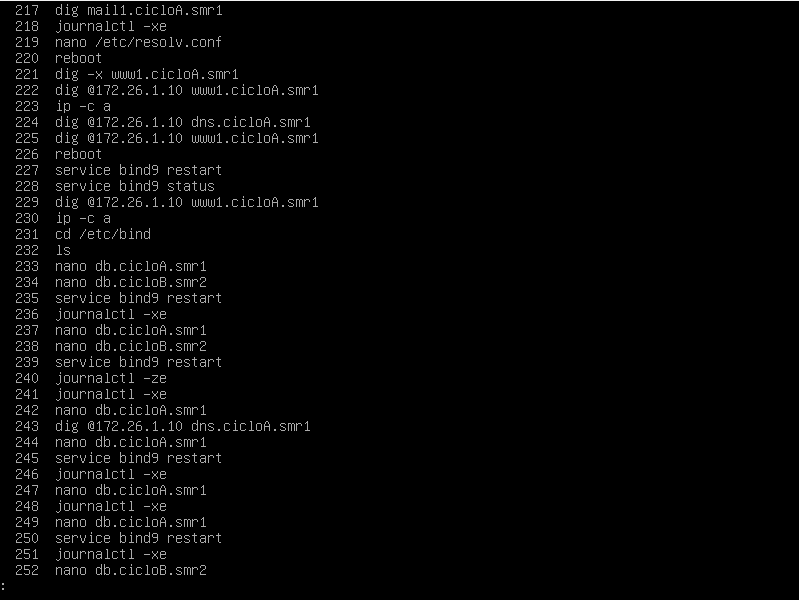 217 dig mail1.cicloA.smr1
218 journalctl -xe
219 nano /etc/resolv.conf
220 reboot
221 dig -x www1.cicloA.smr1
222 dig @172.26.1.10 www1.cicloA.smr1
223 ip -c a
224 dig @172.26.1.10 dns.cicloA.smr1
225 dig @172.26.1.10 www1.cicloA.smr1
226 reboot
227 service bind9 restart
228 service bind9 status
229 dig @172.26.1.10 www1.cicloA.smr1
230 ip -c a
231 cd /etc/bind
232 ls
233 nano db.cicloA.smr1
234 nano db.cicloB.smr2
235 service bind9 restart
236 journalctl -xe
237 nano db.cicloA.smr1
238 nano db.cicloB.smr2
239 service bind9 restart
240 journalctl -ze
241 journalctl -xe
242 nano db.cicloA.smr1
243 dig @172.26.1.10 dns.cicloA.smr1
244 nano db.cicloA.smr1
245 service bind9 restart
246 journalctl -xe
247 nano db.cicloA.smr1
248 journalctl -xe
249 nano db.cicloA.smr1
250 service bind9 restart
251 journalctl -xe
252 nano db.cicloB.smr2
: